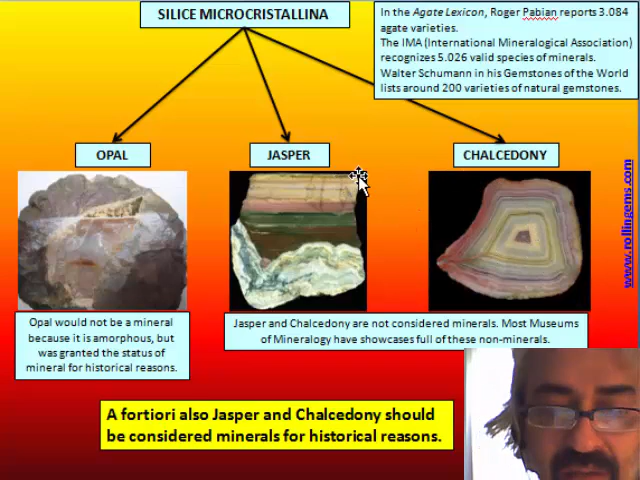 SILICE MICROCRISTALLINA
In the Agate Lexicon, Roger Pabian reports 3.084
agate varieties.
The IMA (International Mineralogical Association)
recognizes 5.026 valid species of minerals.
Walter Schumann in his Gemstones of the World
lists around 200 varieties of natural gemstones.
OPAL
JASPER
CHALCEDONY
www.rollingems.com
Opal would not be a mineral
because it is amorphous, but
was granted the status of
mineral for historical reasons.
Jasper and Chalcedony are not considered minerals. Most Museums
of Mineralogy have showcases full of these non-minerals.
A fortiori also Jasper and Chalcedony should
be considered minerals for historical reasons.